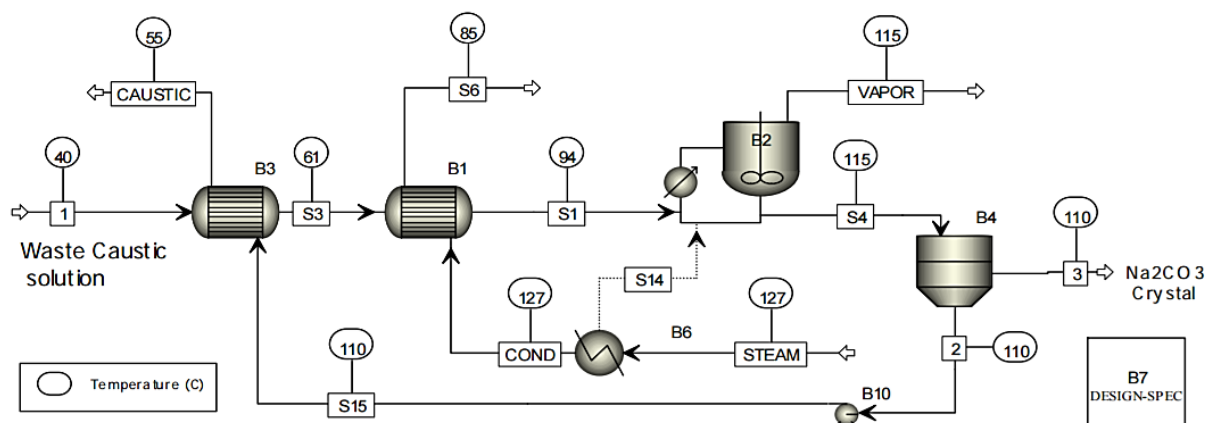 55
85
115
CAUSTIC
S6
VAPOR
B2
40
B3
61
B1
94
115
1
S3
S1
S4
B4
110
Waste Caustic
solution
3
Na2CO3
Crystal
S14
127
127
B6
COND
STEAM
2
110
110
Temperature (C)
S15
B10
B7
DESIGN-SPEC